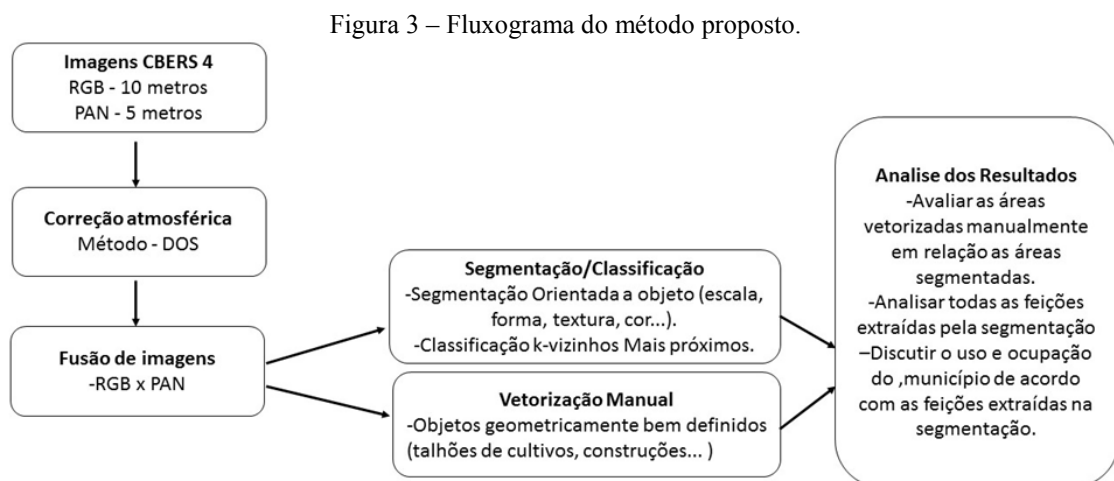 Figura 3 – Fluxograma do método proposto.
Imagens CBERS 4
RGB - 10 metros
PAN - 5 metros
Correção atmosférica
Método - DOS
Fusão de imagens
-RGB x PAN
Segmentação/Classificação
-Segmentação Orientada a objeto (escala,
forma, textura, cor...).
-Classificação k-vizinhos Mais próximos.
Vetorização Manual
-Objetos geometricamente bem definidos
(talhões de cultivos, construções... )
Analise dos Resultados
-Avaliar as áreas
vetorizadas manualmente
em relação as áreas
segmentadas.
-Analisar todas as feições
extraídas pela segmentação
–Discutir o uso e ocupação
do ,município de acordo
com as feições extraídas na
segmentação.